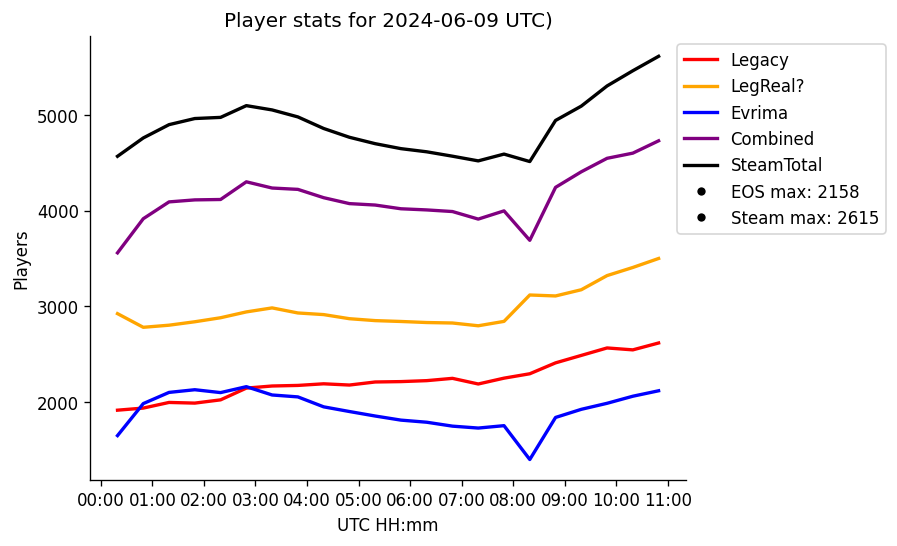 Player stats for 2024-06-09 UTC)
Legacy
LegReal?
Evrima
Combined
SteamTotal
EOS max: 2158
Steam max: 2615
Players
5000
4000
3000
2000
00:00 01:00 02:00 03:00 04:00 05:00 06:00 07:00 08:00 09:00 10:00 11:00
UTC HH:mm